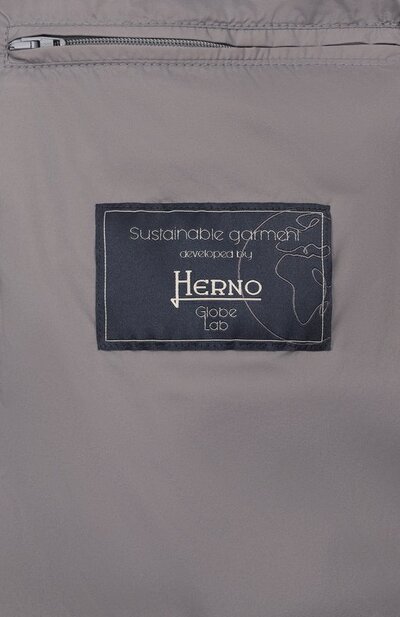 Sustainable garment
developed by
HERNO
Globe
Lab